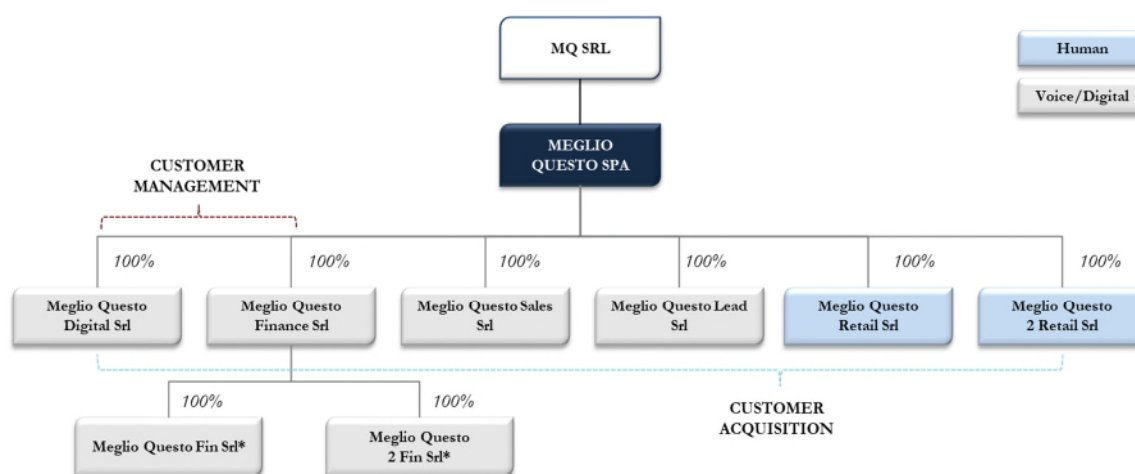 MQ SRL
Human
Voice/Digital
MEGLIO
QUESTO SPA
CUSTOMER
MANAGEMENT
100%
100%
100%
100%
100%
100%
Meglio Questo
Digital Srl
Meglio Questo
Finance Srl
Meglio Questo Sales
Srl
Meglio Questo Lead
Srl
Meglio Questo
Retail Srl
Meglio Questo
2 Retail Srl
100%
100%
Meglio Questo Fin Srl*
Meglio Questo
2 Fin Srl*
CUSTOMER
ACQUISITION